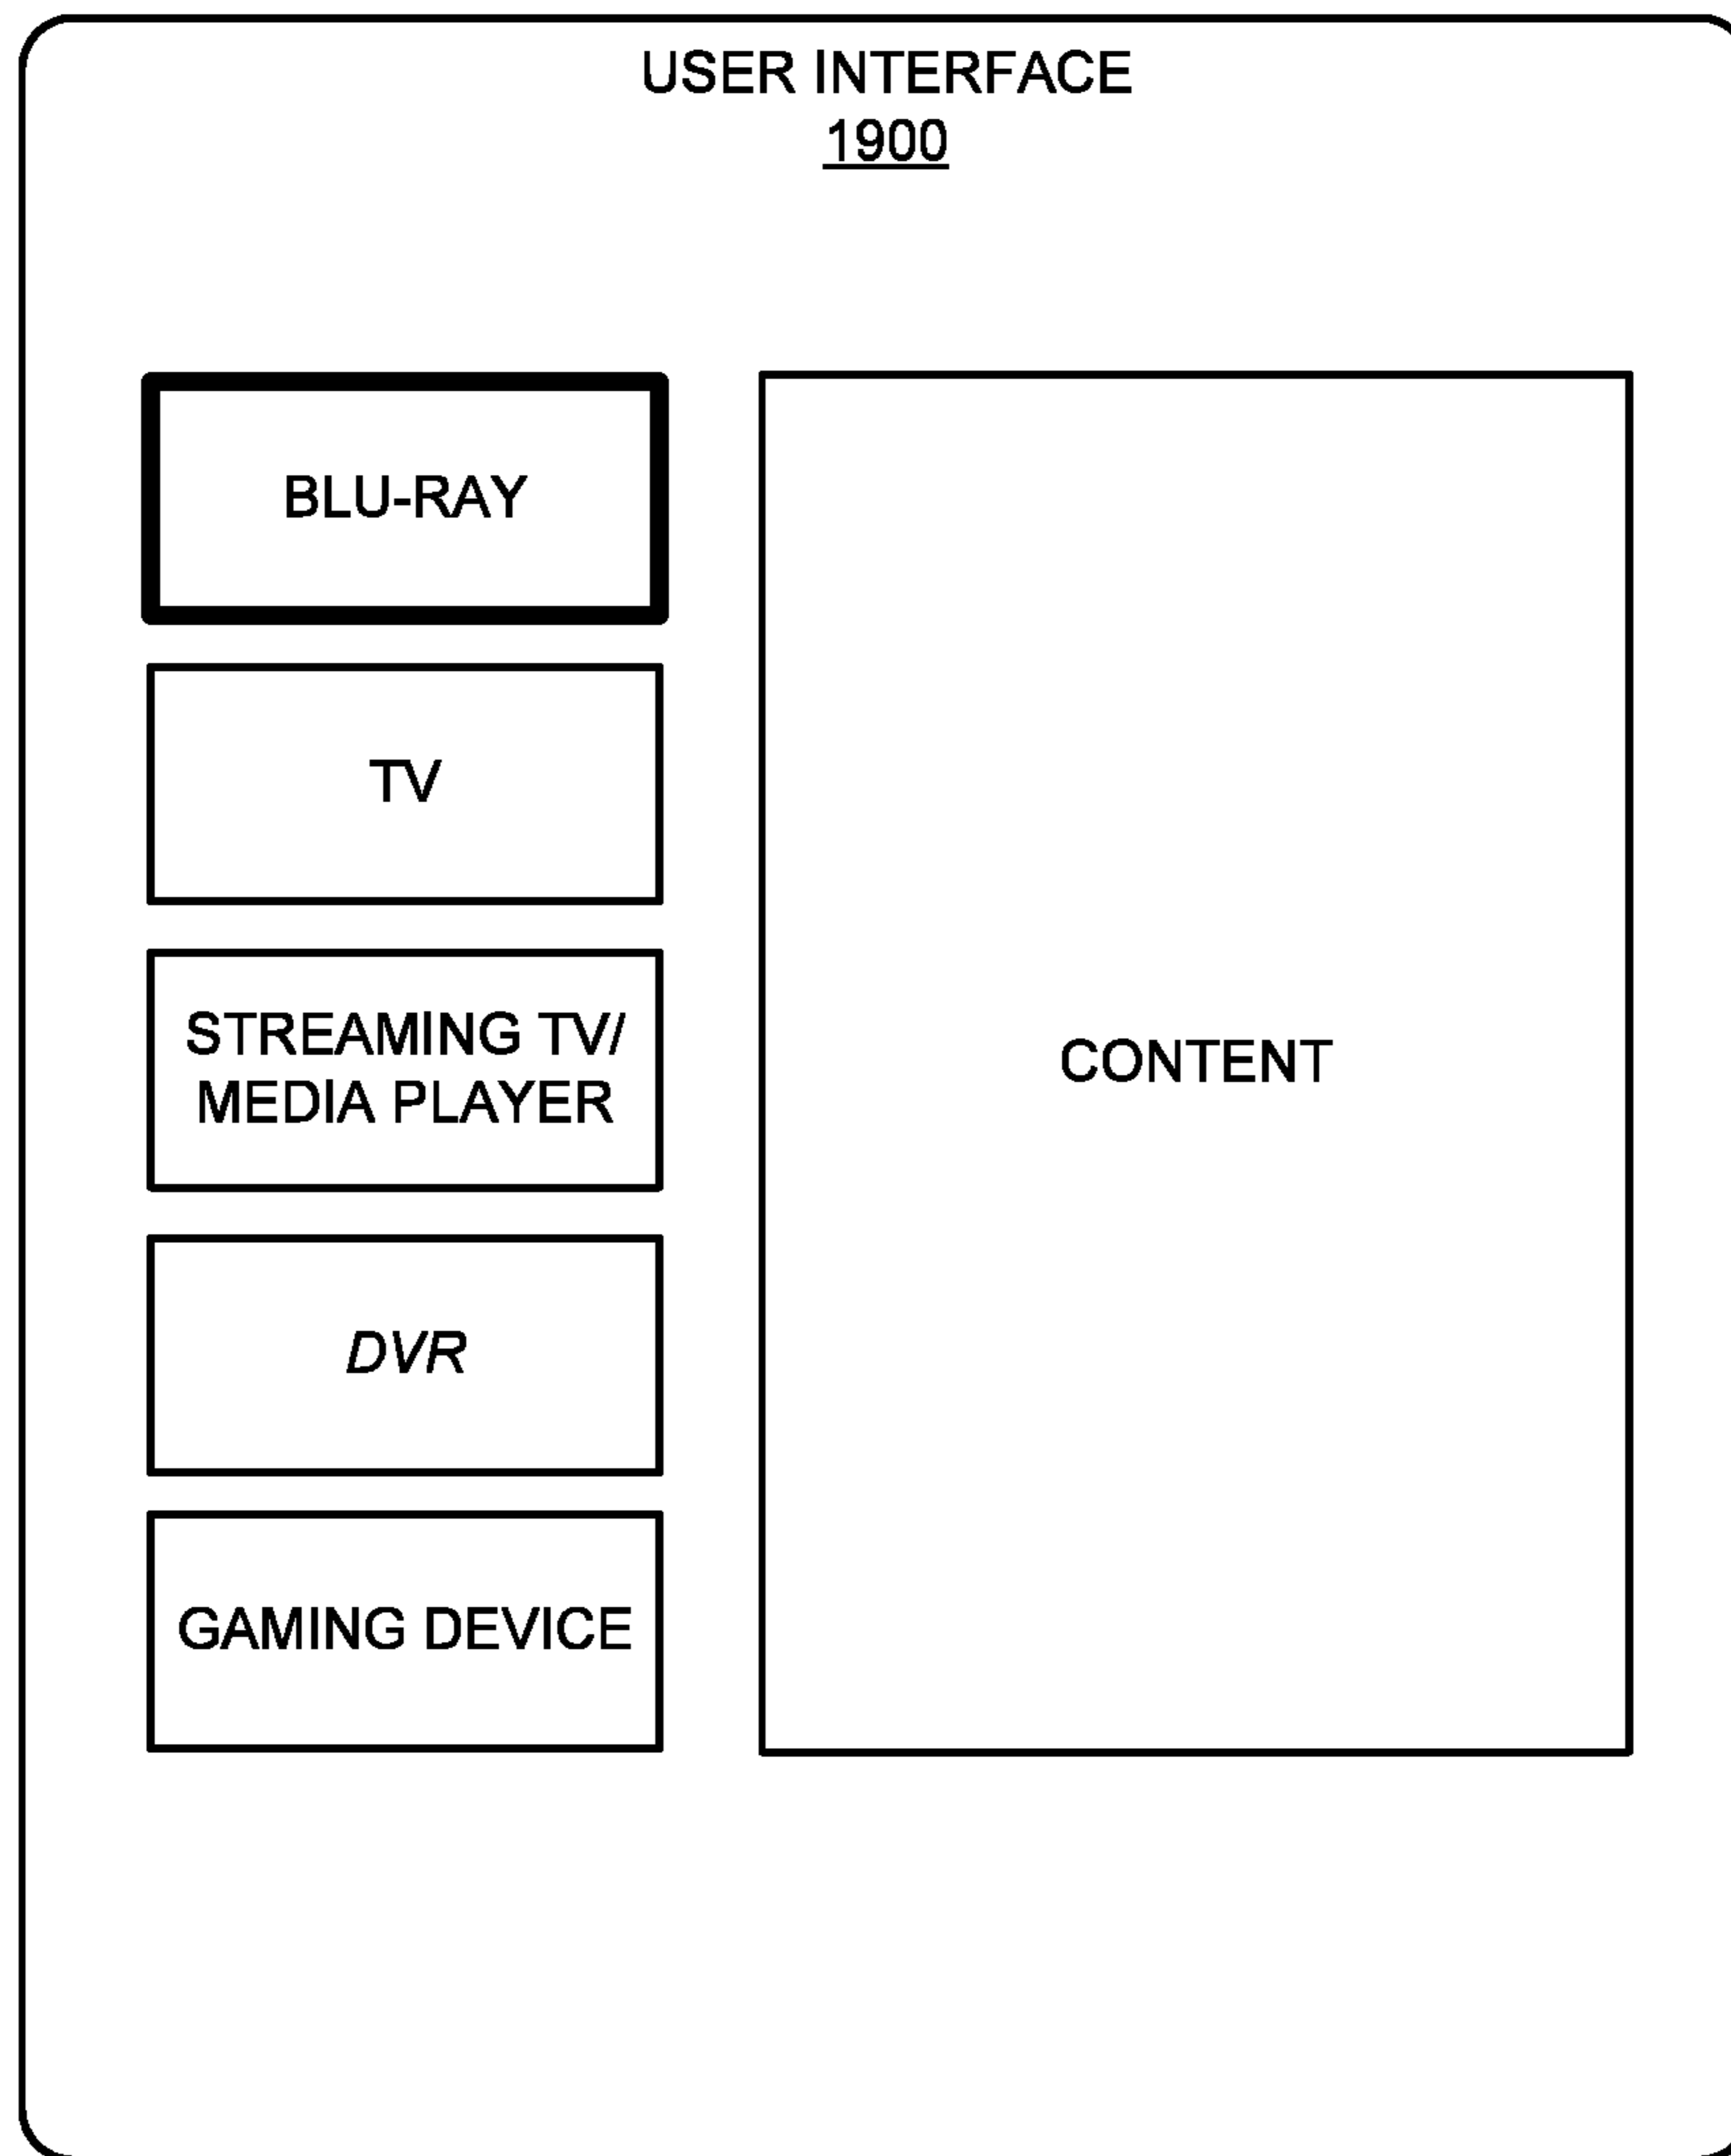 USER INTERFACE
1900
BLU-RAY
TV
STREAMING TV/
MEDIA PLAYER
DVR
GAMING DEVICE
CONTENT